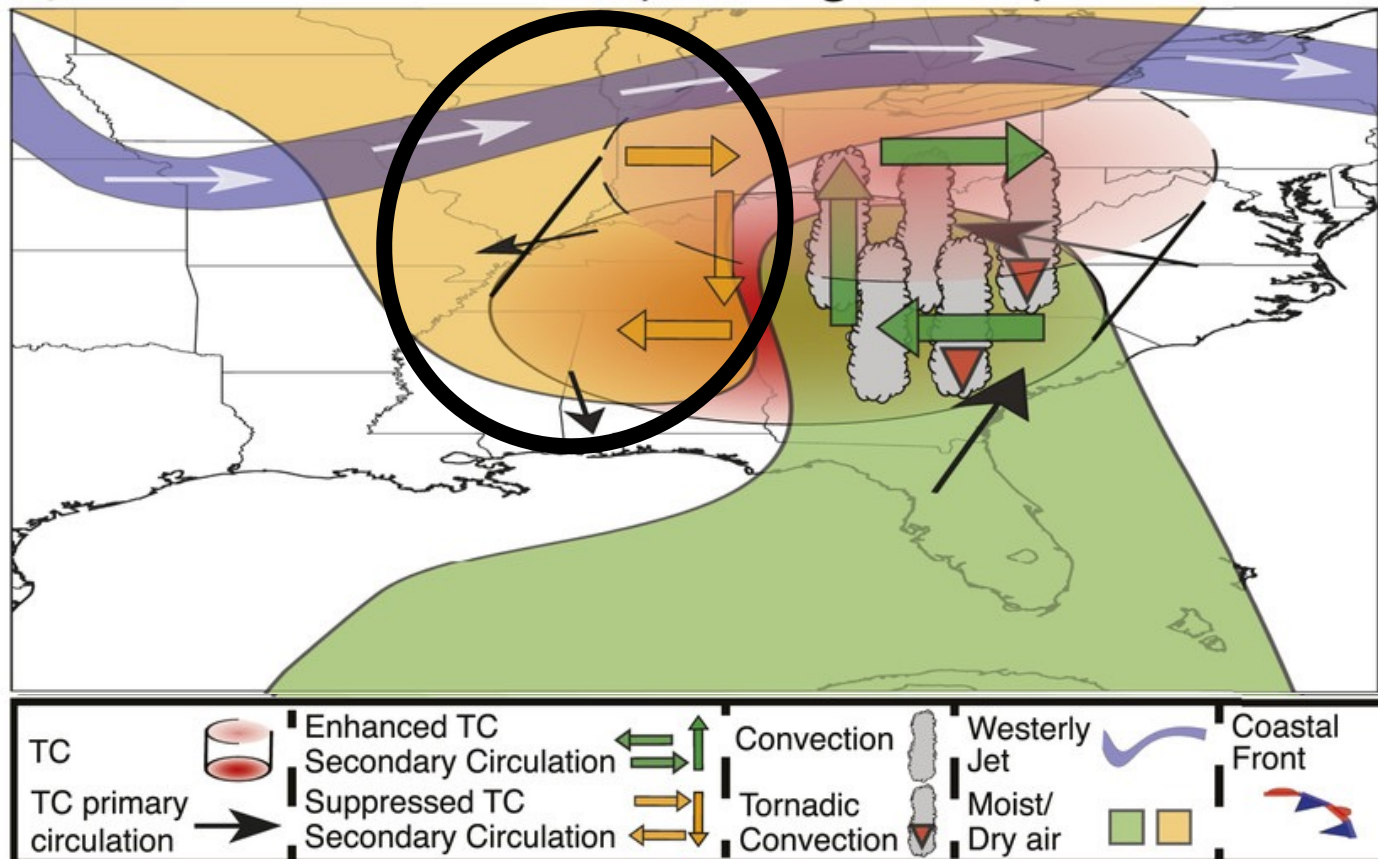 TC
TC primary
circulation
Enhanced TC
Secondary Circulation
Suppressed TC
Secondary Circulation
Convection
Tornadic
Convection
Westerly
Jet
Moist/
Dry air
Coastal
Front